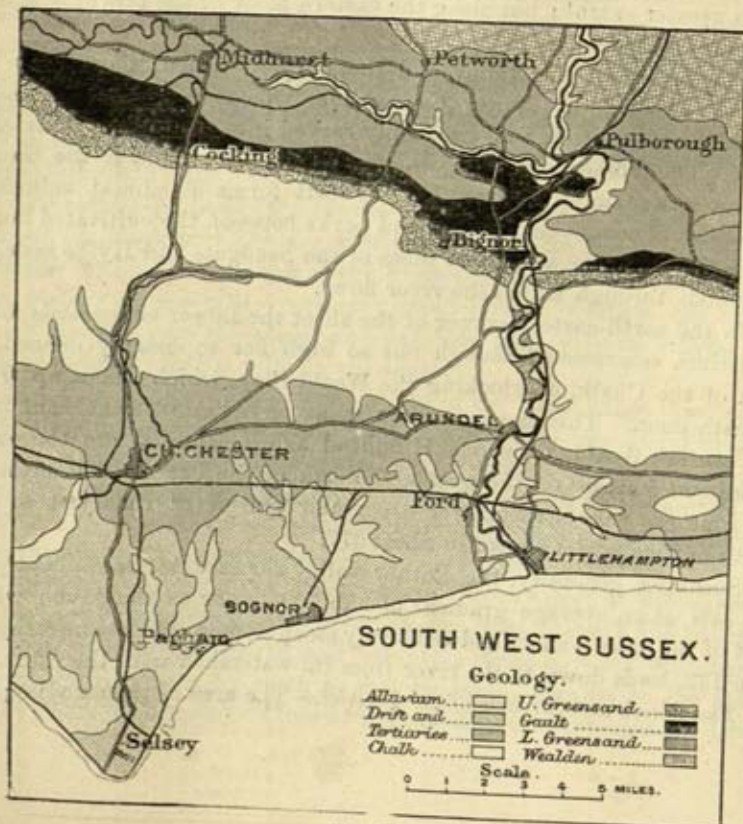 Midhurst
Petworth
Pulborough
Cocking
Bignor
ARUNDEL
CHICHESTER
Ford
LITTLEHAMPTON
BOGNOR
Pagham
Selsey
SOUTH WEST SUSSEX.
Geology.
Alluvium
Drift and
Tertiaries
Chalk
U. Greensand
Gault
L. Greensand
Wealden
Scale.
0 1 2 3 4 5 MILES.